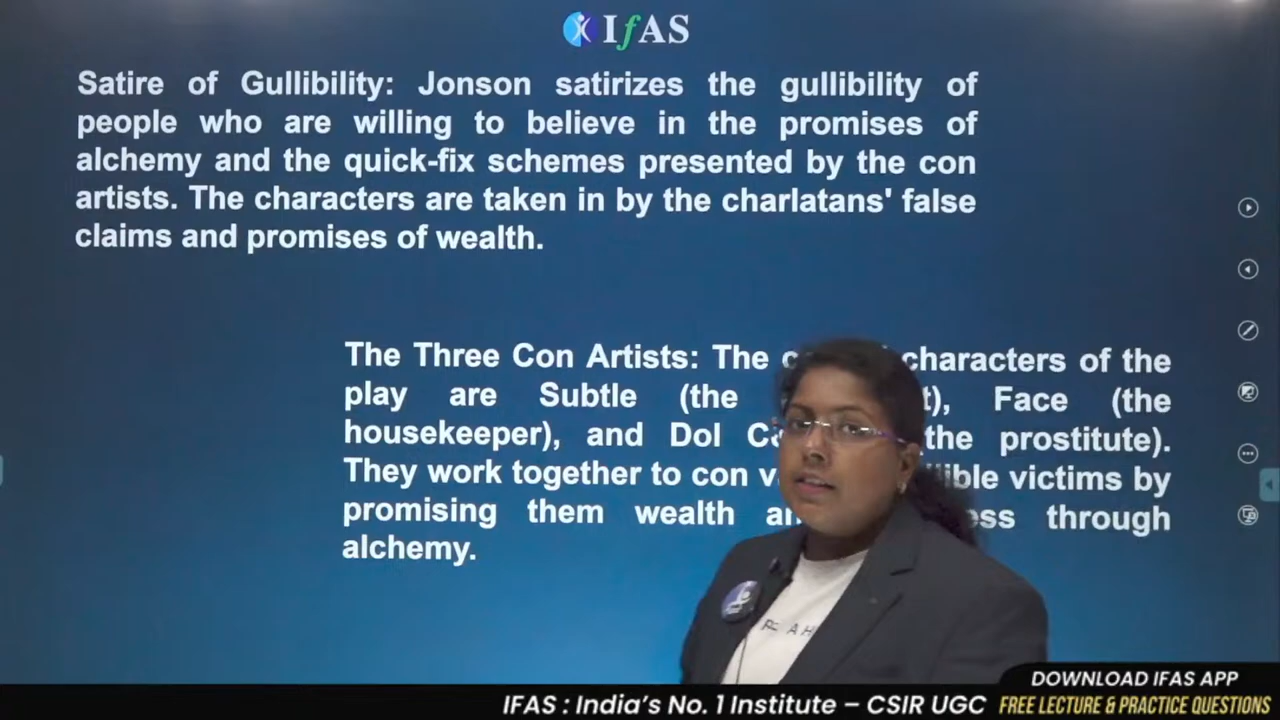 IfAS
Satire of Gullibility: Jonson satirizes the gullibility of
people who are willing to believe in the promises of
alchemy and the quick-fix schemes presented by the con
artists. The characters are taken in by the charlatans' false
claims and promises of wealth.
The Three Con Artists: The characters of the
play are Subtle (the Face (the
housekeeper), and Dol the prostitute).
They work together to con victims by
promising them wealth through
alchemy.
DOWNLOAD IFAS APP
IFAS : India's No. 1 Institute – CSIR UGC FREE LECTURE & PRACTICE QUESTIONS